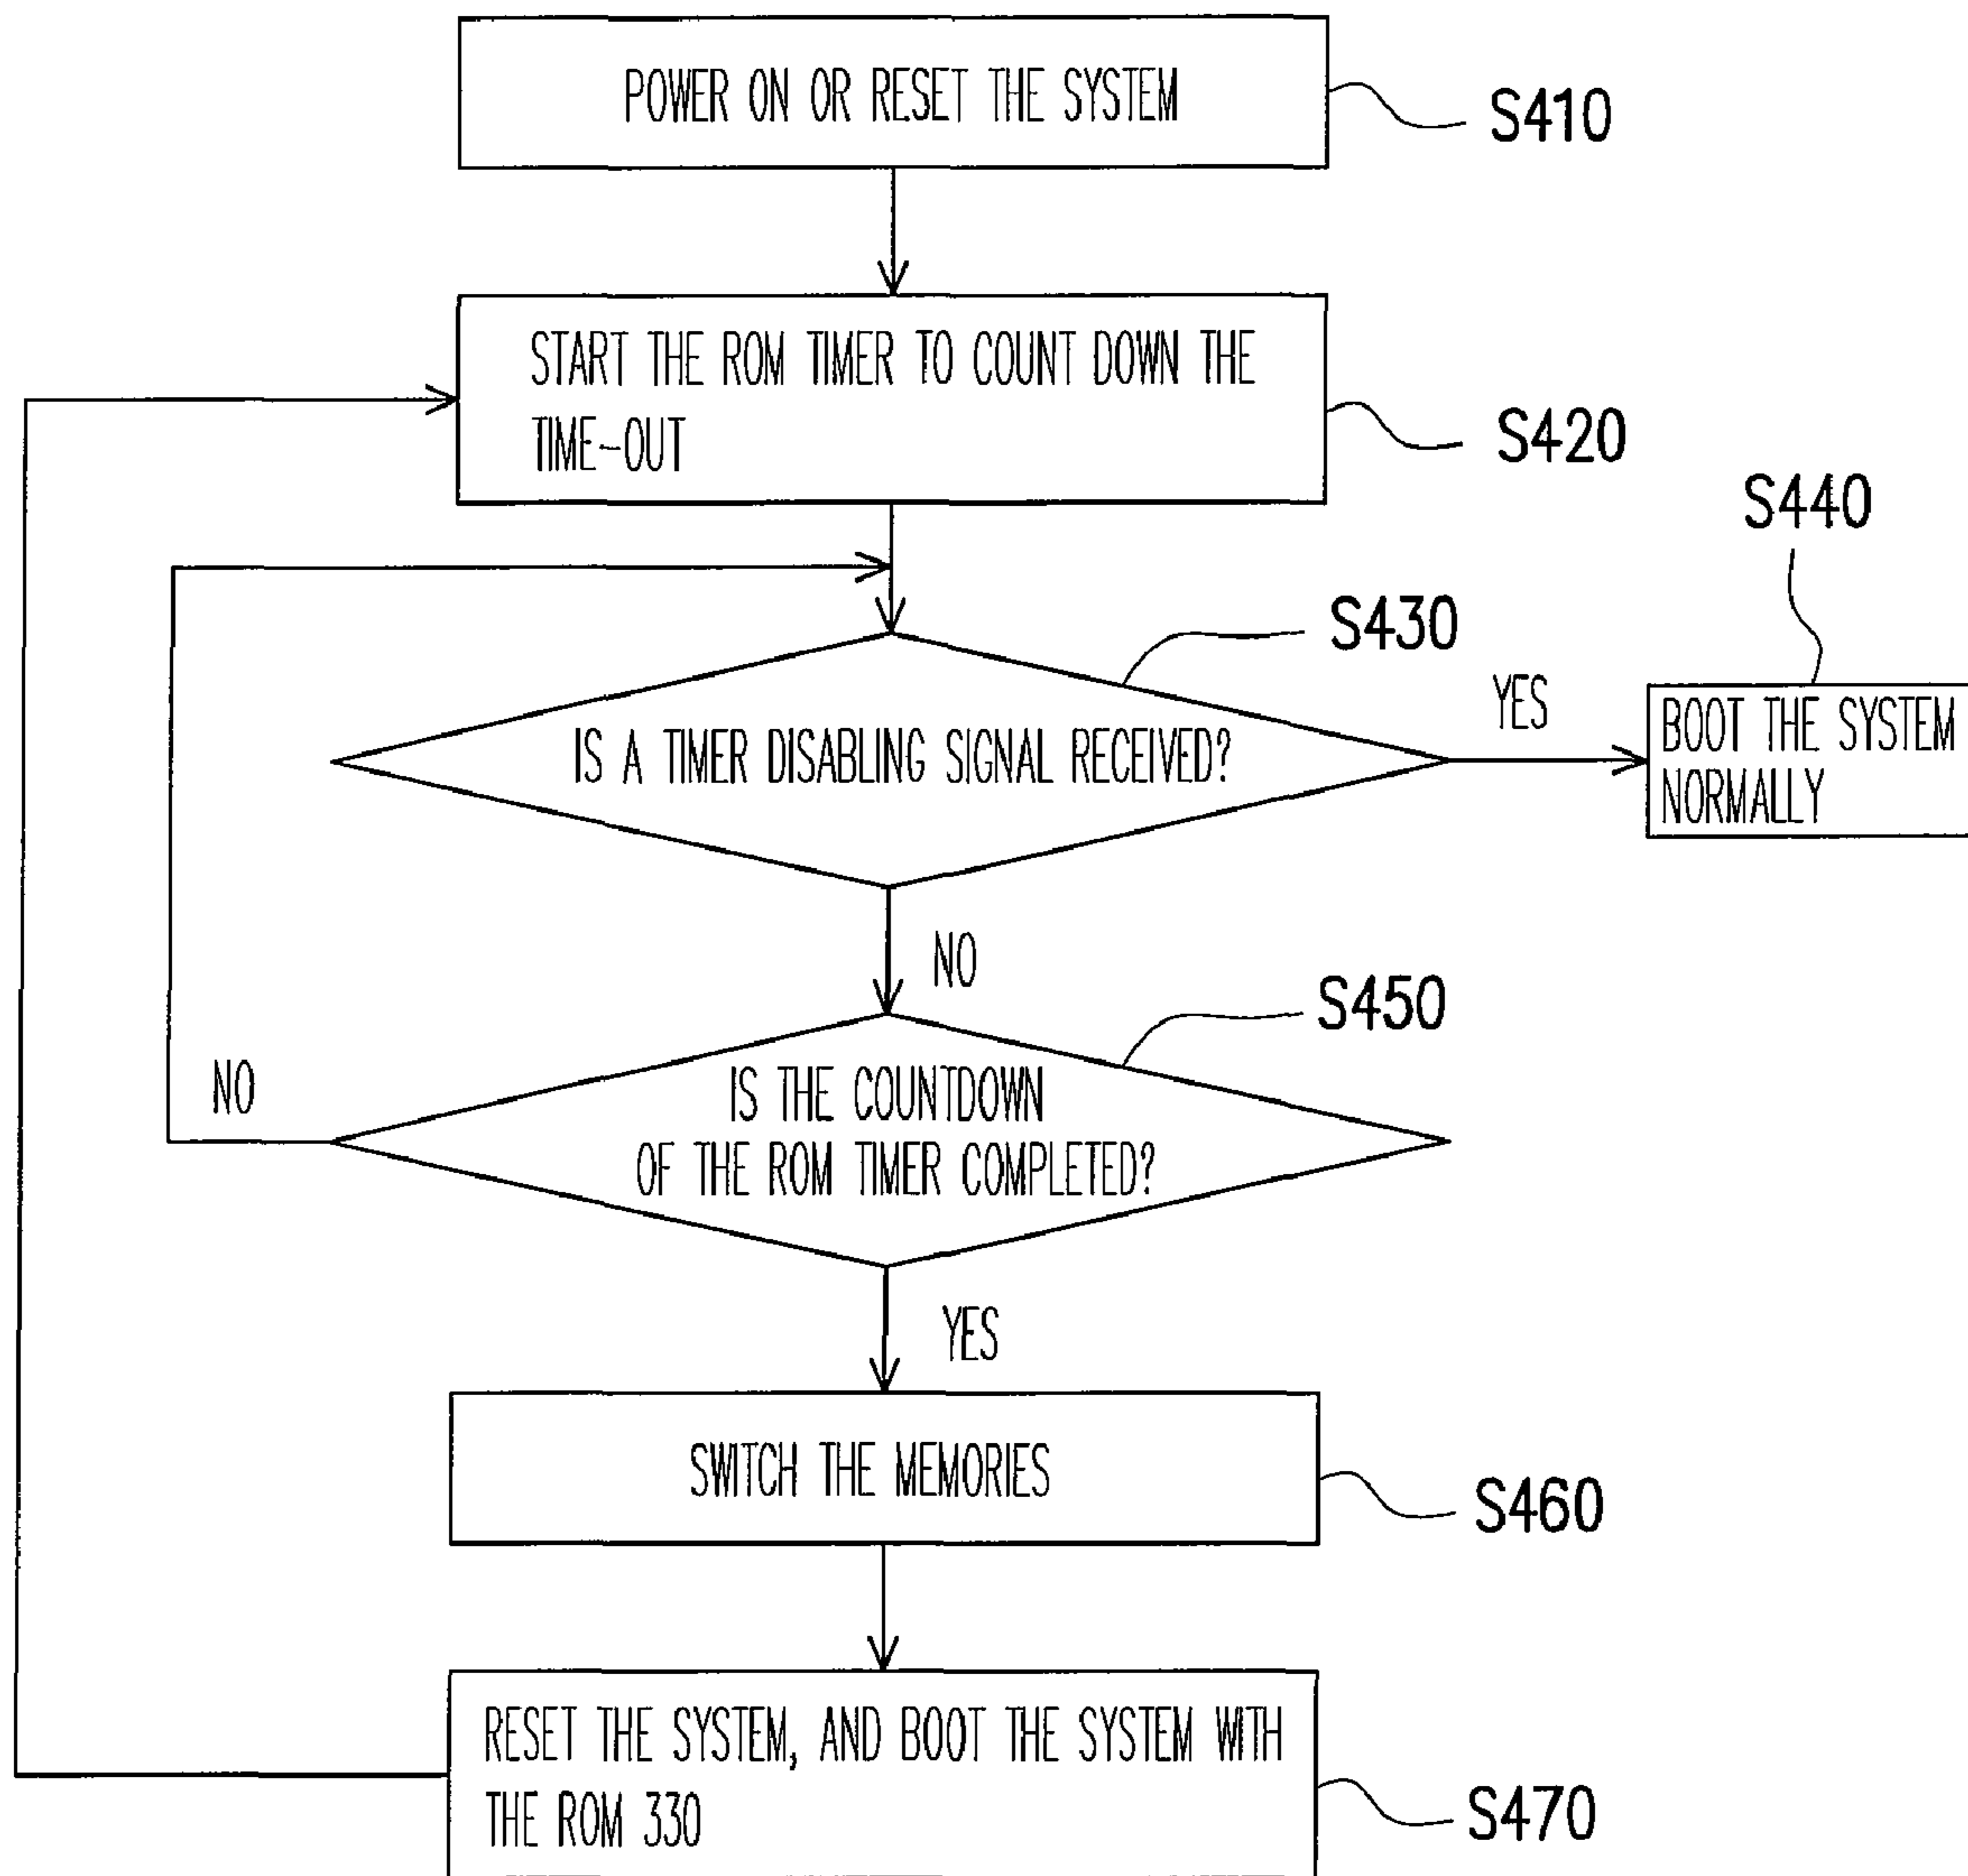 POWER ON OR RESET THE SYSTEM
S410
START THE ROM TIMER TO COUNT DOWN THE
TIME-OUT
S420
S440
S430
YES
BOOT THE SYSTEM
NORMALLY
IS A TIMER DISABLING SIGNAL RECEIVED?
NO
S450
NO
IS THE COUNTDOWN
OF THE ROM TIMER COMPLETED?
YES
SWITCH THE MEMORIES
S460
RESET THE SYSTEM, AND BOOT THE SYSTEM WITH
THE ROM 330
S470